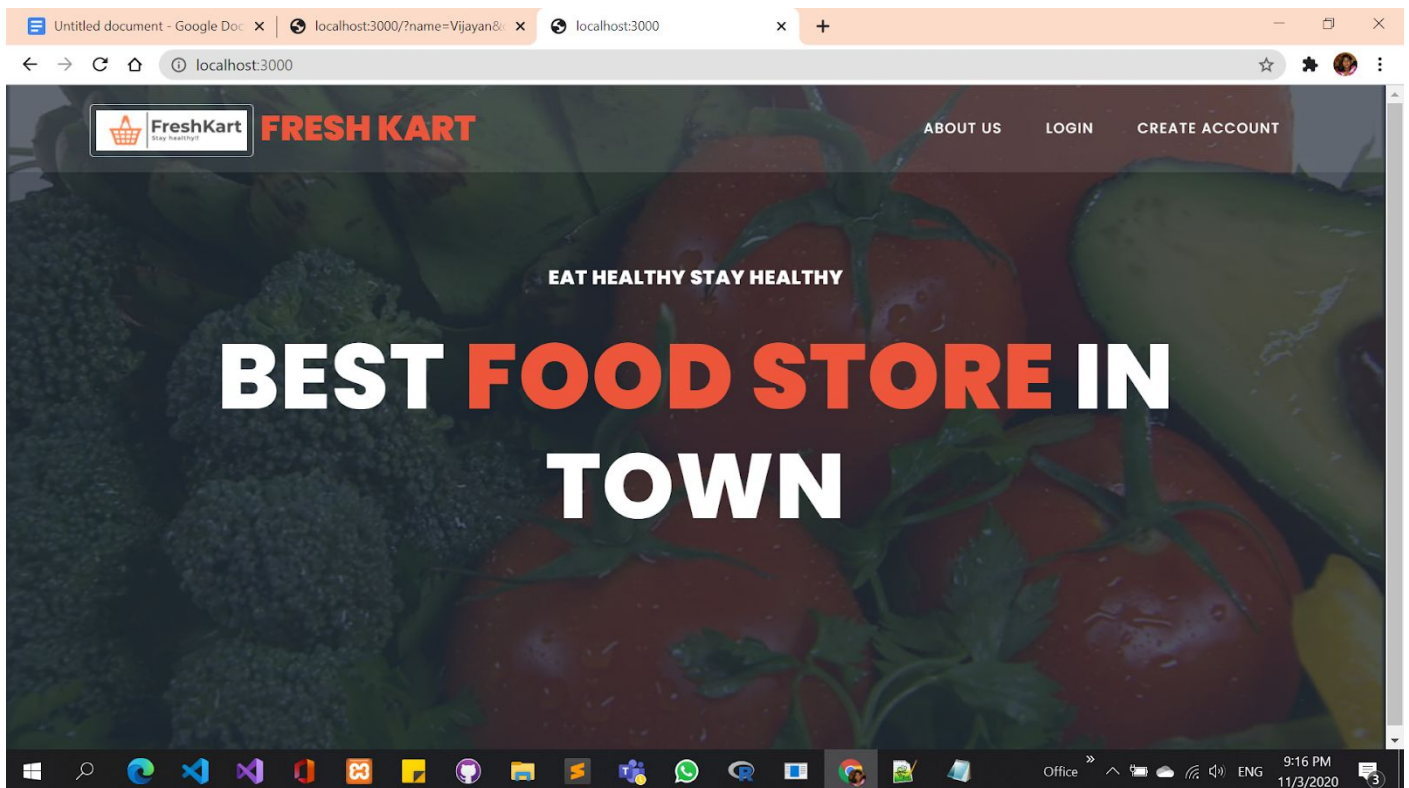 Untitled document - Google Doc
localhost:3000/?name=Vijayan&
localhost:3000
localhost:3000
FreshKart
Stay healthy!!
FRESH KART
ABOUT US
LOGIN
CREATE ACCOUNT
EAT HEALTHY STAY HEALTHY
BEST FOOD STORE IN
TOWN
Office
ENG
9:16 PM
11/3/2020
3